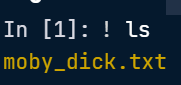 In [1]: ! ls
moby_dick.txt